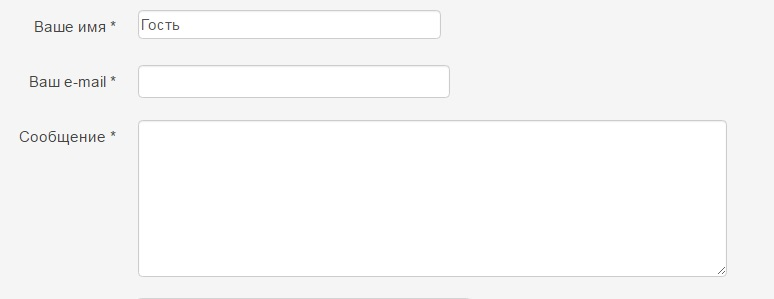 Ваше имя * Гость
Ваш e-mail *
Сообщение *